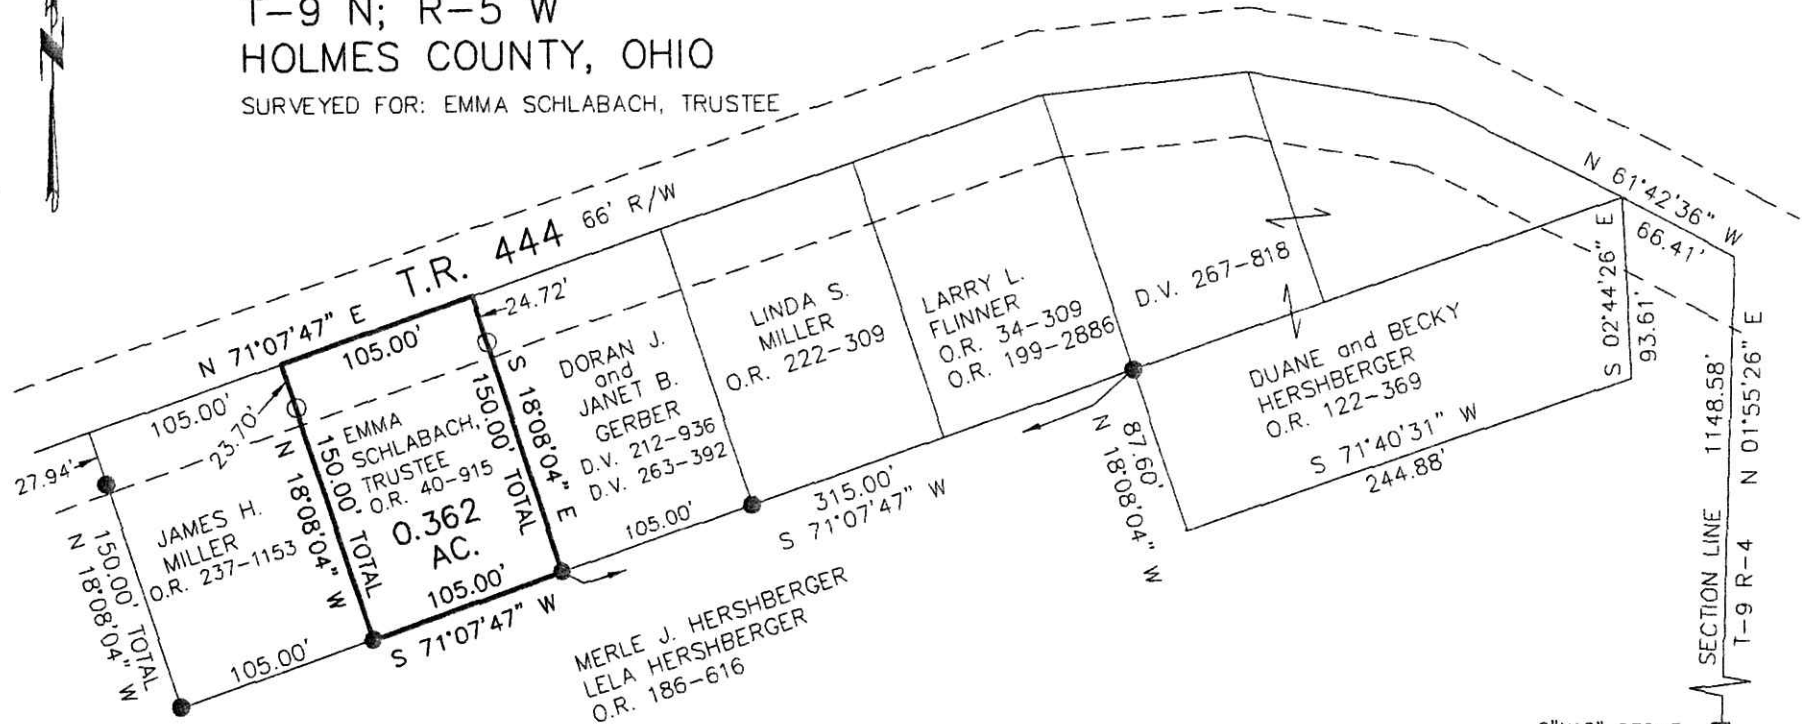 T-9 N; R-5 W
HOLMES COUNTY, OHIO
SURVEYED FOR: EMMA SCHLABACH, TRUSTEE
T.R. 444 66' R/W
N 71°07'47" E
105.00'
24.72'
105.00'
23.70'
27.94'
JAMES H.
MILLER
O.R. 237-1153
150.00' TOTAL
N 18°08'04" W
105.00'
150.00' TOTAL
N 18°08'04" W
EMMA
SCHLABACH,
TRUSTEE
O.R. 40-915
0.362
AC.
105.00'
S 71°07'47" W
150.00' TOTAL
S 18°08'04" E
DORAN J.
and
JANET B.
GERBER
D.V. 212-936
D.V. 263-392
105.00'
LINDA S.
MILLER
O.R. 222-309
LARRY L.
FLINNER
O.R. 34-309
O.R. 199-2886
315.00'
S 71°07'47" W
D.V. 267-818
87.60'
N 18°08'04" W
DUANE and BECKY
HERSHBERGER
O.R. 122-369
S 71°40'31" W
244.88'
S 02°44'26" E
93.61'
N 61°42'36" W
66.41'
SECTION LINE 1148.58'
T-9 R-4 N 01°55'26" E
MERLE J. HERSHBERGER
LELA HERSHBERGER
O.R. 186-616